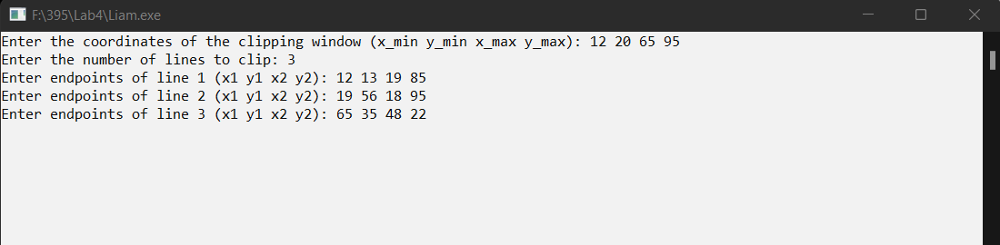 F:\395\Lab4\Liam.exe
Enter the coordinates of the clipping window (x_min y_min x_max y_max): 12 20 65 95
Enter the number of lines to clip: 3
Enter endpoints of line 1 (x1 y1 x2 y2): 12 13 19 85
Enter endpoints of line 2 (x1 y1 x2 y2): 19 56 18 95
Enter endpoints of line 3 (x1 y1 x2 y2): 65 35 48 22